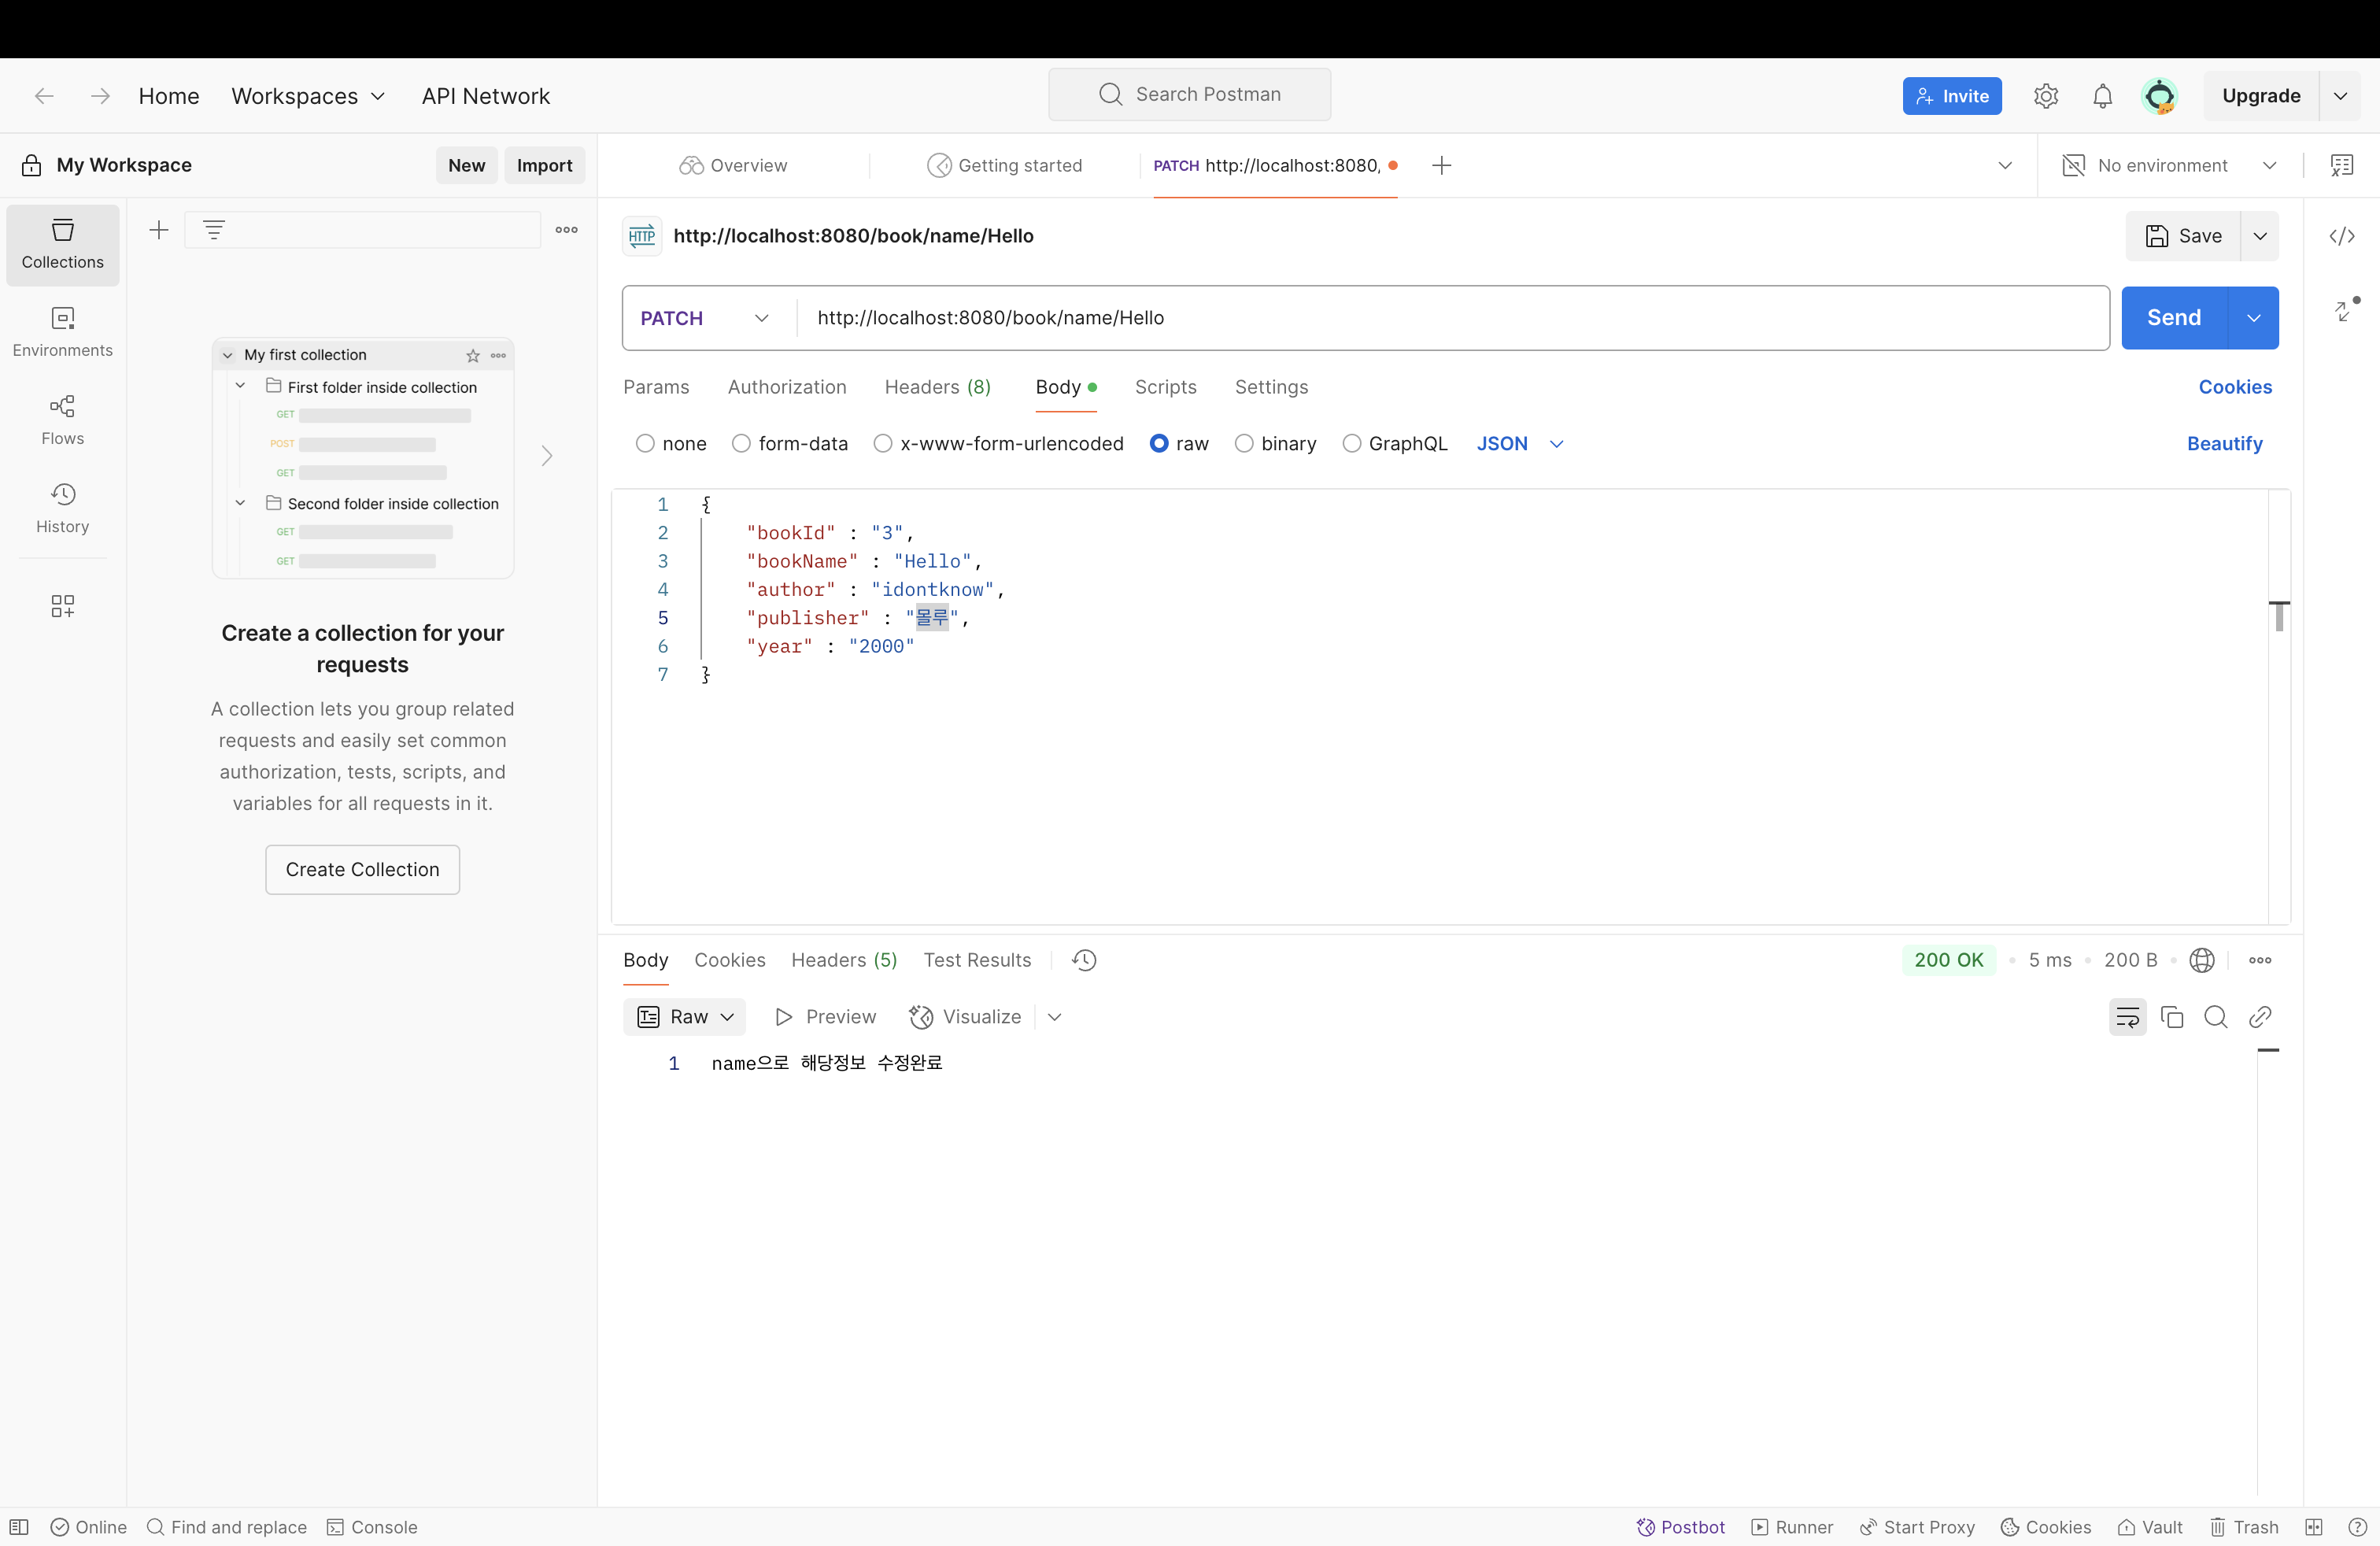 Home Workspaces API Network Search Postman Invite Upgrade
My Workspace New Import Overview Getting started PATCH http://localhost:8080, No environment
Collections
Environments
Flows
History
My first collection
First folder inside collection
GET
POST
GET
Second folder inside collection
GET
GET
Create a collection for your
requests
A collection lets you group related
requests and easily set common
authorization, tests, scripts, and
variables for all requests in it.
Create Collection
HTTP http://localhost:8080/book/name/Hello Save
PATCH http://localhost:8080/book/name/Hello Send
Params Authorization Headers (8) Body Scripts Settings Cookies
none form-data x-www-form-urlencoded raw binary GraphQL JSON Beautify
1 {
2 "bookId" : "3",
3 "bookName" : "Hello",
4 "author" : "idontknow",
5 "publisher" : "몰루",
6 "year" : "2000"
7 }
Body Cookies Headers (5) Test Results 200 OK 5 ms 200 B
Raw Preview Visualize
1 name으로 해당정보 수정완료
Online Find and replace Console Postbot Runner Start Proxy Cookies Vault Trash